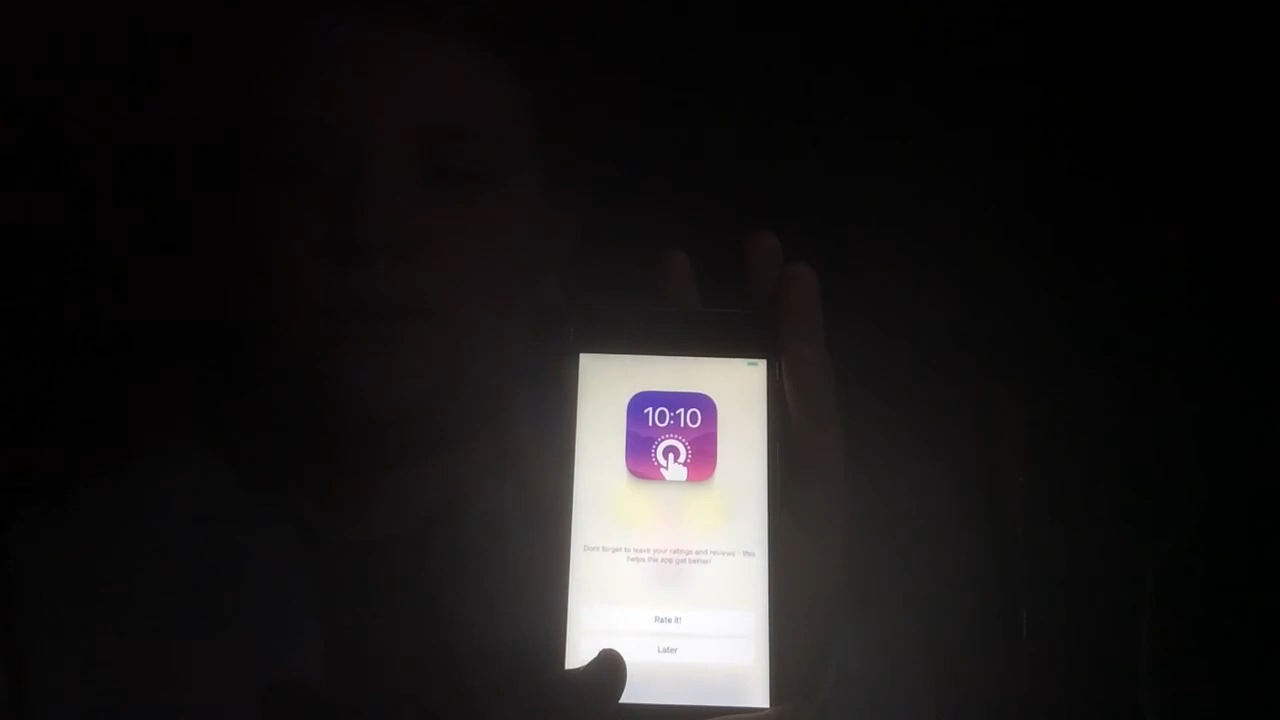 10:10
Dont forget to leave your ratings and reviews - this
helps the app get better!
Rate it!
Later